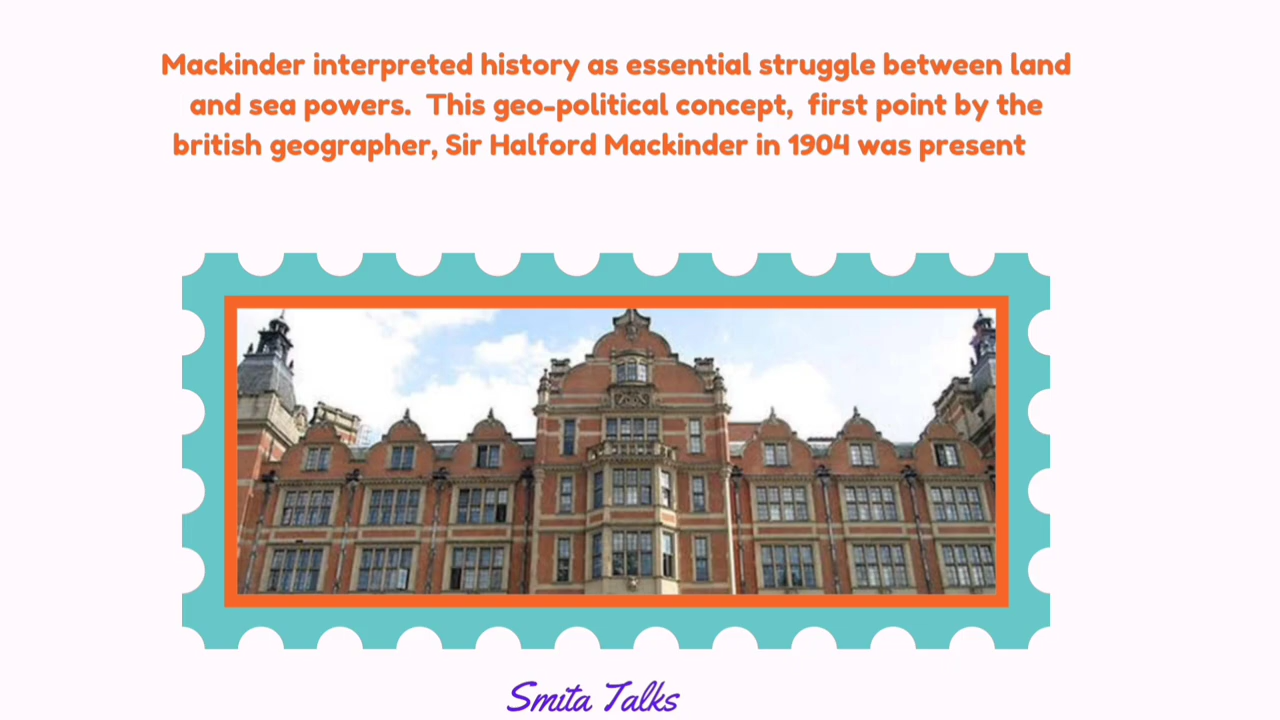 Mackinder interpreted history as essential struggle between land
and sea powers. This geo-political concept, first point by the
british geographer, Sir Halford Mackinder in 1904 was present
Smita Talks